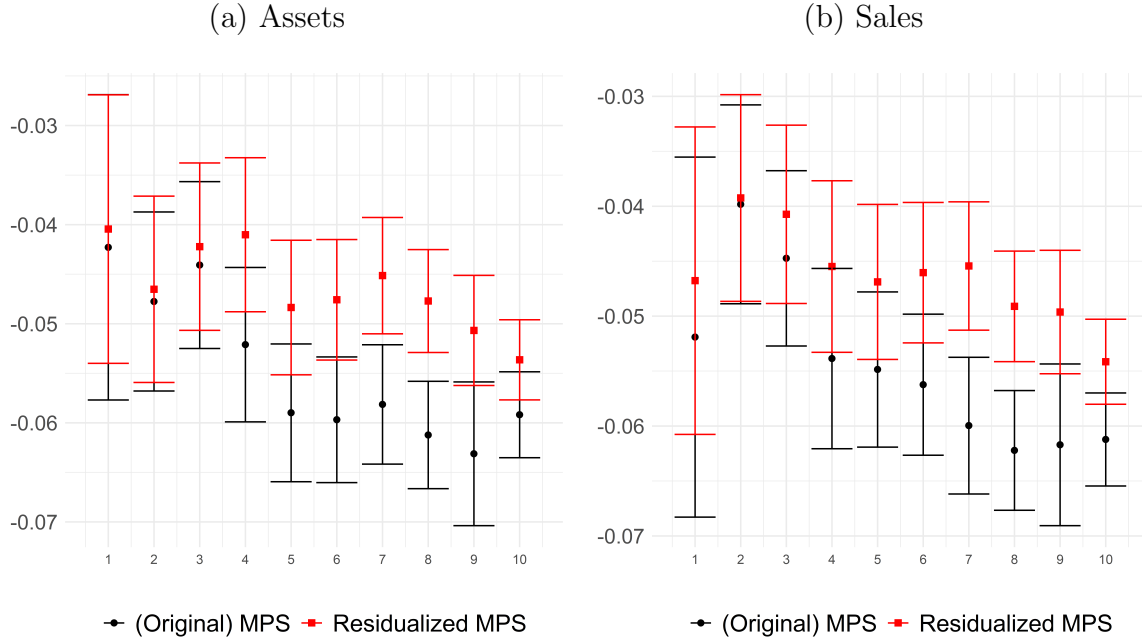 (a) Assets
-0.03
-0.04
-0.05
-0.06
-0.07
1 2 3 4 5 6 7 8 9 10
(Original) MPS Residualized MPS
(b) Sales
-0.03
-0.04
-0.05
-0.06
-0.07
1 2 3 4 5 6 7 8 9 10
(Original) MPS Residualized MPS